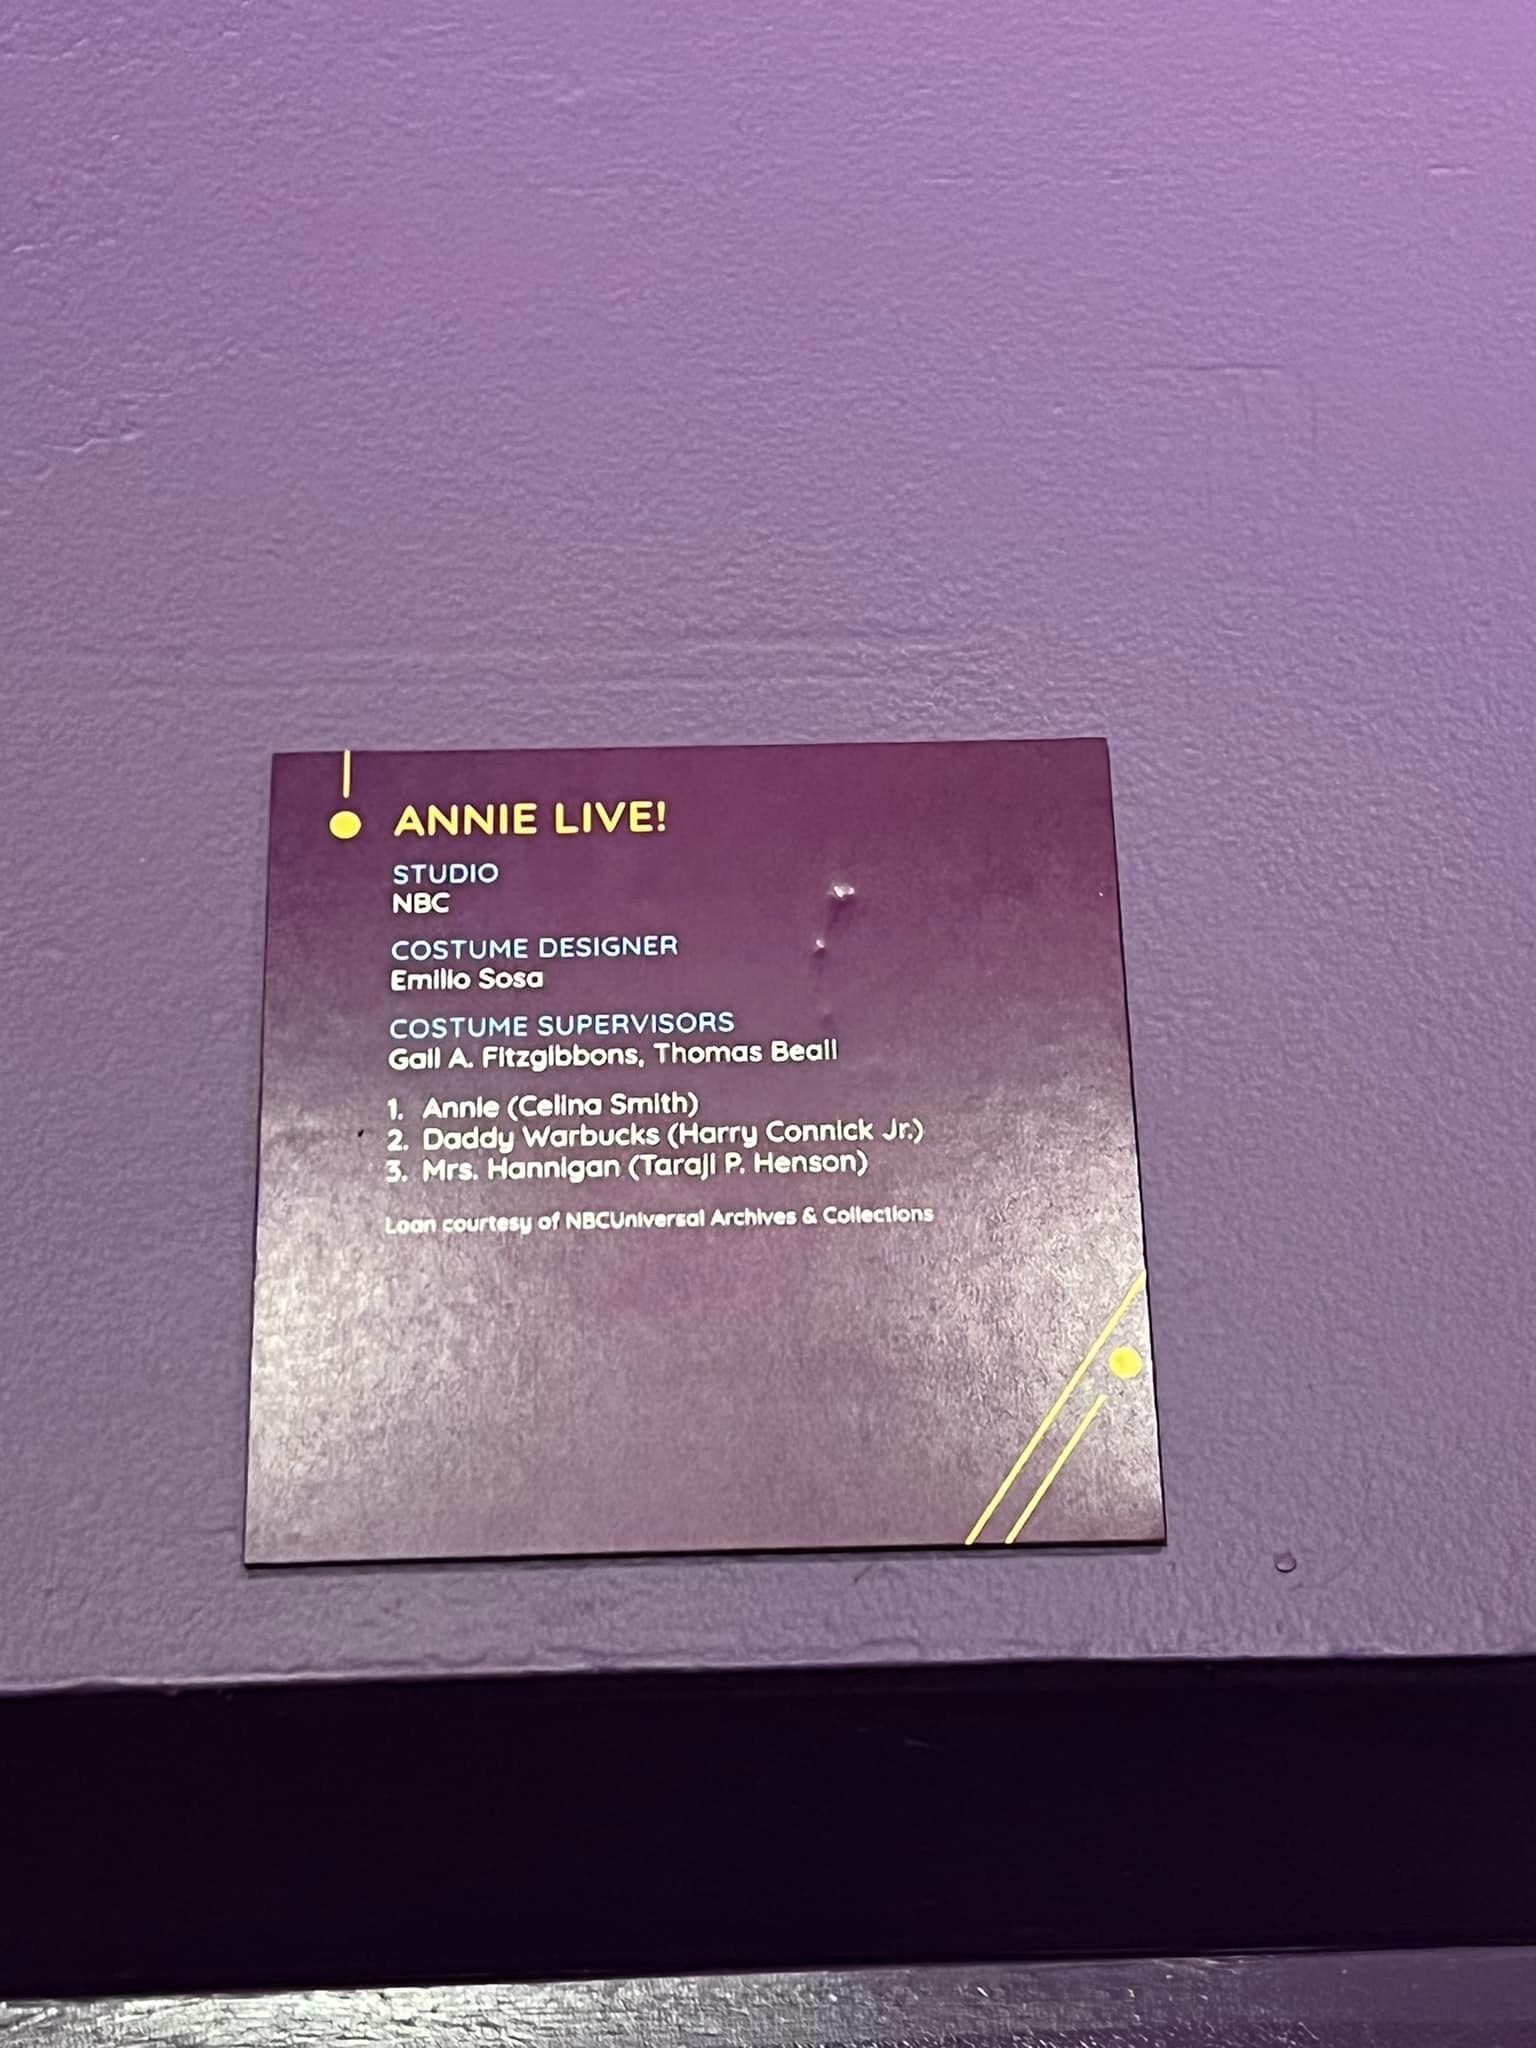 ANNIE LIVE!
STUDIO
NBC
COSTUME DESIGNER
Emilio Sosa
COSTUME SUPERVISORS
Gail A. Fitzgibbons, Thomas Beall
1. Annie (Celina Smith)
2. Daddy Warbucks (Harry Connick Jr.)
3. Mrs. Hannigan (Taraji P. Henson)
Loan courtesy of NBCUniversal Archives & Collections